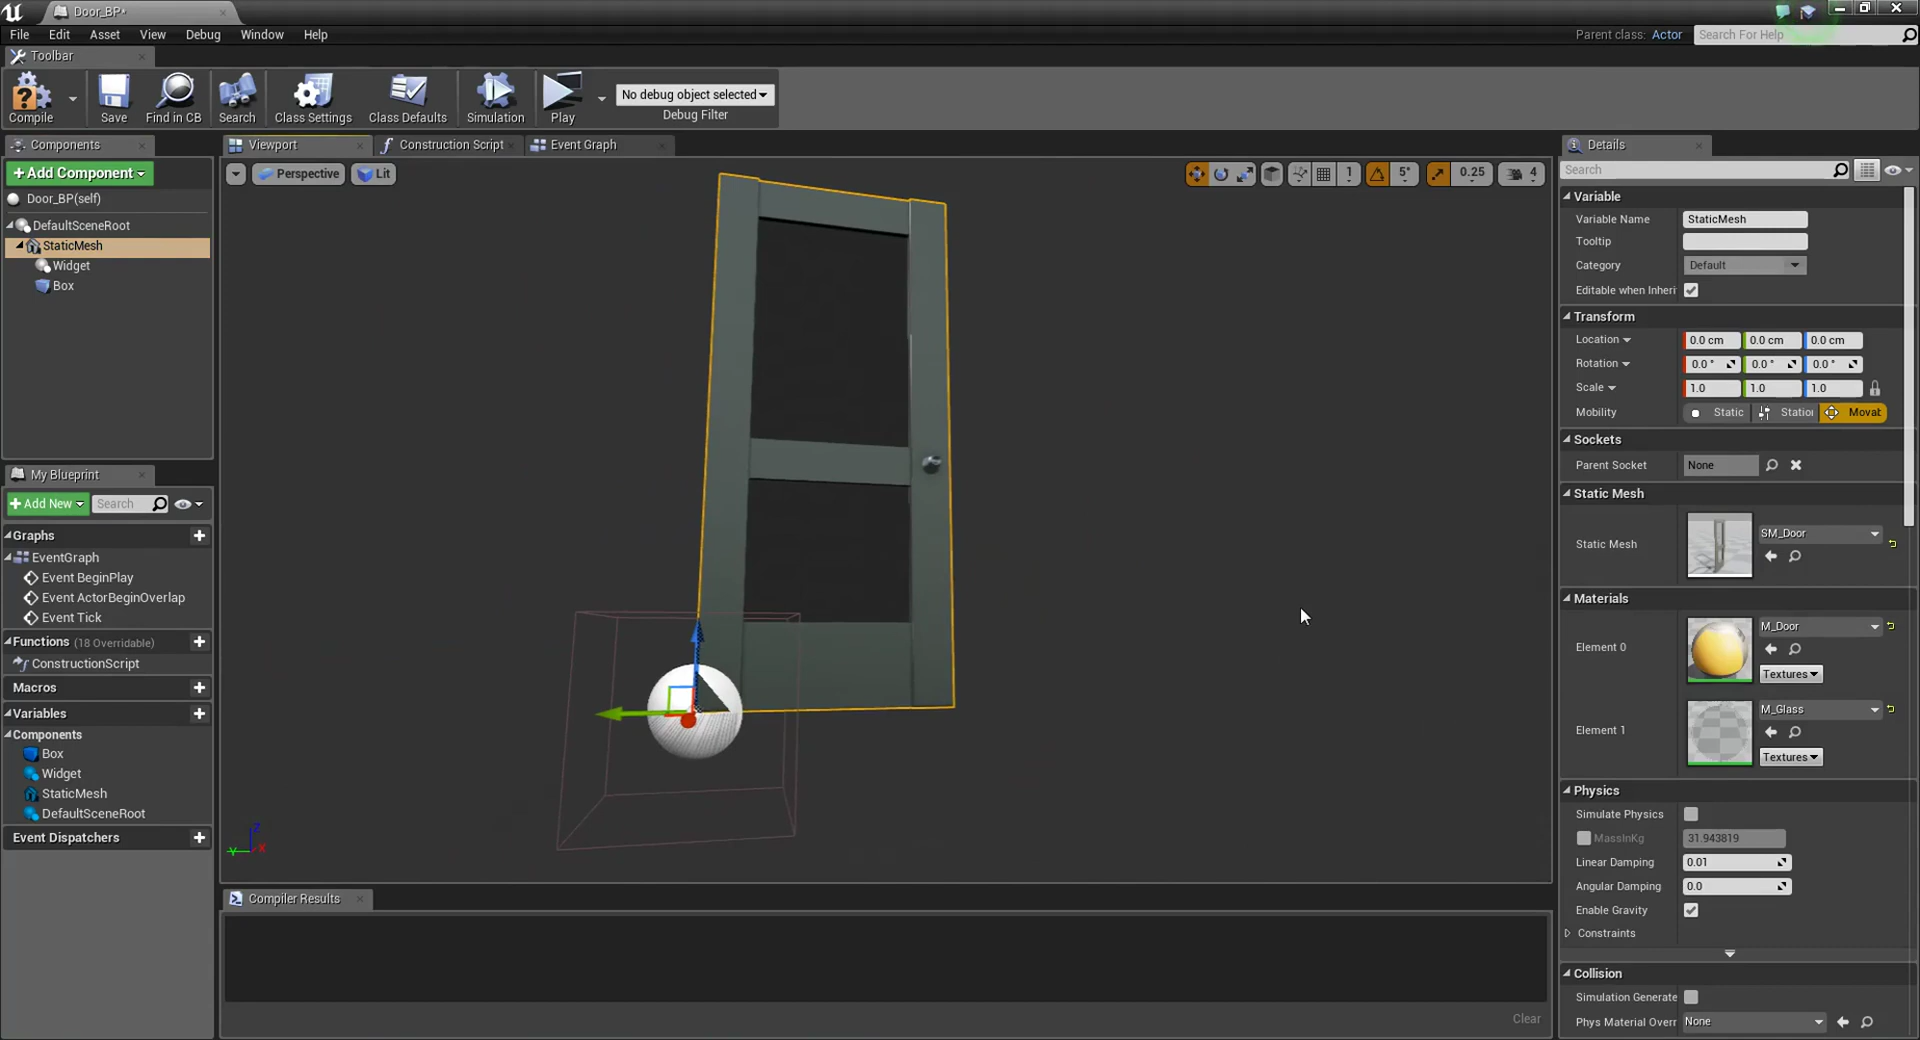 Door_BP*
File Edit Asset View Debug Window Help
Parent class: Actor Search For Help
Toolbar
Compile Save Find in CB Search Class Settings Class Defaults Simulation Play
No debug object selected
Debug Filter
Components
+Add Component
Door_BP(self)
DefaultSceneRoot
StaticMesh
Widget
Box
My Blueprint
+Add New Search
Graphs
EventGraph
Event BeginPlay
Event ActorBeginOverlap
Event Tick
Functions (18 Overridable)
ConstructionScript
Macros
Variables
Components
Box
Widget
StaticMesh
DefaultSceneRoot
Event Dispatchers
Viewport Construction Script Event Graph
Perspective Lit
1 5° 0.25 4
Z
Y X
Compiler Results
Clear
Details
Search
Variable
Variable Name StaticMesh
Tooltip
Category Default
Editable when Inheri
Transform
Location 0.0 cm 0.0 cm 0.0 cm
Rotation 0.0 ° 0.0 ° 0.0 °
Scale 1.0 1.0 1.0
Mobility Static Station Movab
Sockets
Parent Socket None
Static Mesh
Static Mesh SM_Door
Materials
Element 0 M_Door
Textures
Element 1 M_Glass
Textures
Physics
Simulate Physics
MassInKg 31.943819
Linear Damping 0.01
Angular Damping 0.0
Enable Gravity
Constraints
Collision
Simulation Generate
Phys Material Overr None